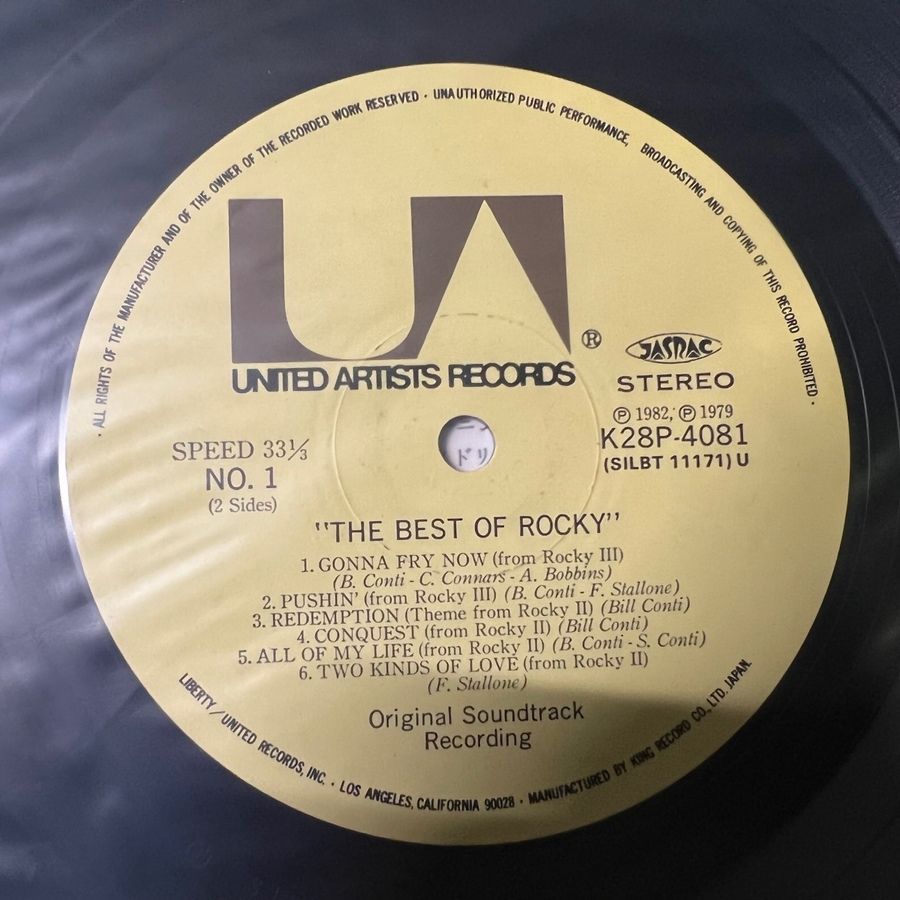 · ALL RIGHTS OF THE MANUFACTURER AND OF THE OWNER OF THE RECORDED WORK RESERVED · UNAUTHORIZED PUBLIC PERFORMANCE, BROADCASTING AND COPYING OF THIS RECORD PROHIBITED ·
UA
®
UNITED ARTISTS RECORDS
JASRAC
STEREO
Ⓟ 1982, Ⓟ 1979
K28P-4081
(SILBT 11171) U
SPEED 33⅓
NO. 1
(2 Sides)
ドリ
"THE BEST OF ROCKY"
1. GONNA FRY NOW (from Rocky III)
(B. Conti - C. Connars - A. Bobbins)
2. PUSHIN' (from Rocky III) (B. Conti - F. Stallone)
3. REDEMPTION (Theme from Rocky II) (Bill Conti)
4. CONQUEST (from Rocky II) (Bill Conti)
5. ALL OF MY LIFE (from Rocky II) (B. Conti - S. Conti)
6. TWO KINDS OF LOVE (from Rocky II)
(F. Stallone)
Original Soundtrack
Recording
LIBERTY/UNITED RECORDS, INC. · LOS ANGELES, CALIFORNIA 90028 · MANUFACTURED BY KING RECORD CO., LTD. JAPAN.